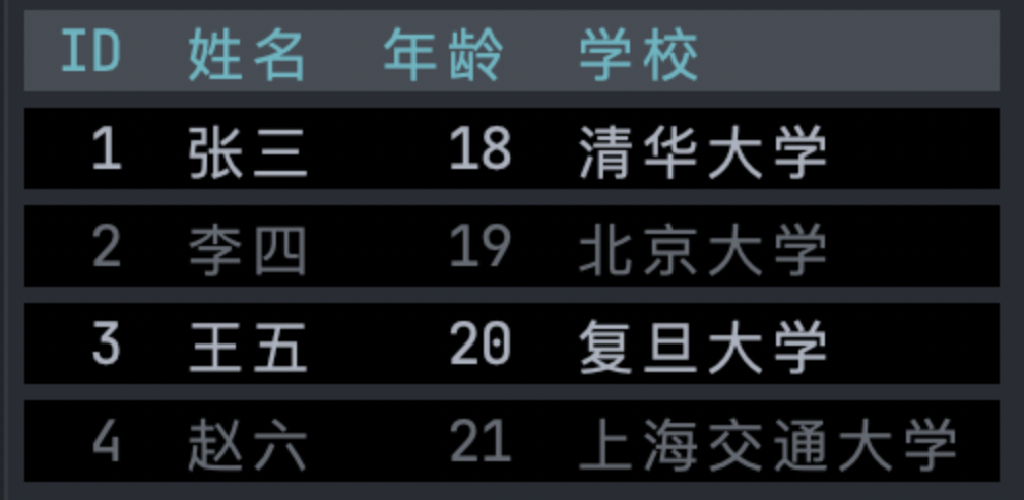 ID 姓名 年龄 学校
1 张三 18 清华大学
2 李四 19 北京大学
3 王五 20 复旦大学
4 赵六 21 上海交通大学